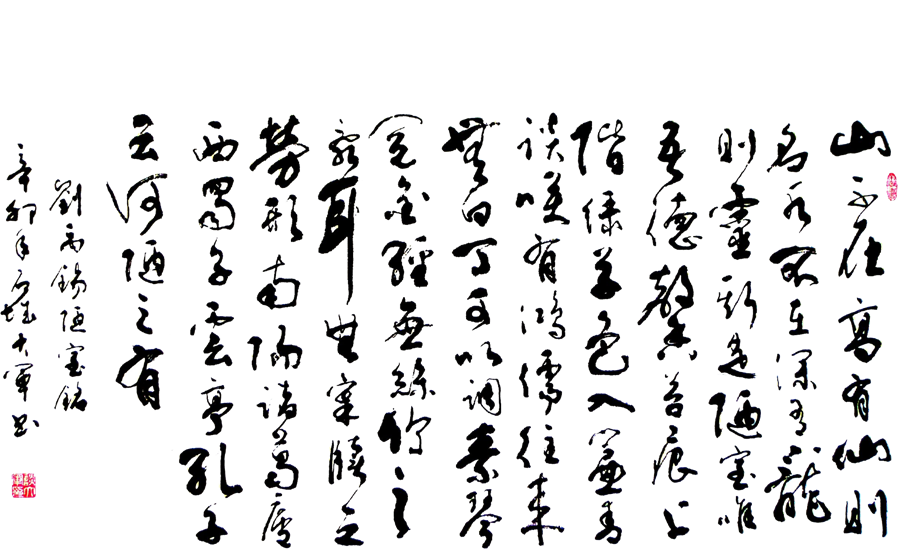 山不在高有仙則
名水不在深有龍
則靈斯是陋室唯
吾德馨苔痕上
階綠草色入簾青
談笑有鴻儒往來
無白丁可以調素琴
閱金經無絲竹之
亂耳無案牘之
勞形南陽諸葛廬
西蜀子雲亭孔子
云何陋之有
劉禹錫陋室銘
辛卯年石城大軍書